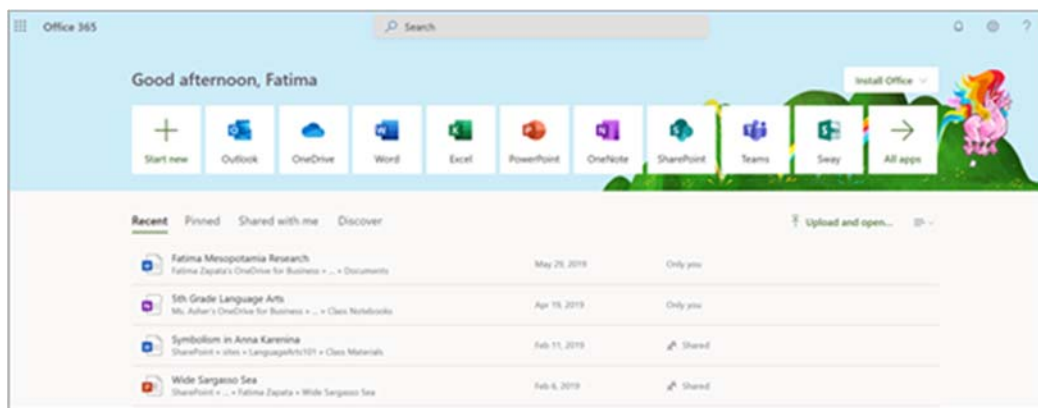 Office 365
Search
?
Good afternoon, Fatima
Install Office
Start new
Outlook
OneDrive
Word
Excel
PowerPoint
OneNote
SharePoint
Teams
Sway
All apps
Recent Pinned Shared with me Discover
Upload and open...
Fatima Mesopotamia Research
May 29, 2019
Only you
Fatima Zapata's OneDrive for Business » ... » Documents
5th Grade Language Arts
Apr 19, 2019
Only you
Ms. Asher's OneDrive for Business » ... » Class Notebooks
Symbolism in Anna Karenina
Feb 11, 2019
Shared
SharePoint » sites » LanguageArts101 » Class Materials
Wide Sargasso Sea
Feb 6, 2019
Shared
SharePoint » ... » Fatima Zapata » Wide Sargasso Sea